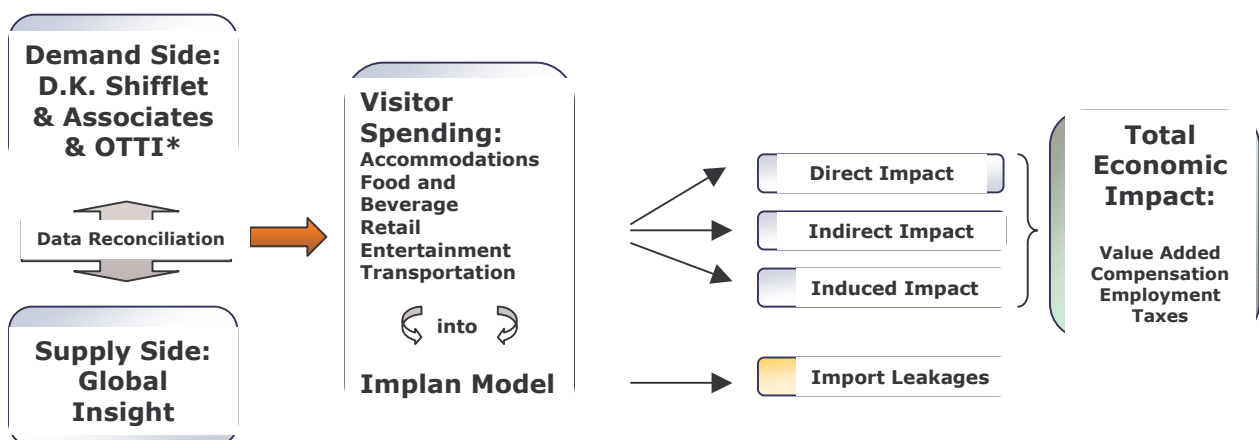 Demand Side:
D.K. Shifflet
& Associates
& OTTI*
Data Reconciliation
Supply Side:
Global
Insight
Visitor
Spending:
Accommodations
Food and
Beverage
Retail
Entertainment
Transportation
into
Implan Model
Direct Impact
Indirect Impact
Induced Impact
Import Leakages
Total
Economic
Impact:
Value Added
Compensation
Employment
Taxes